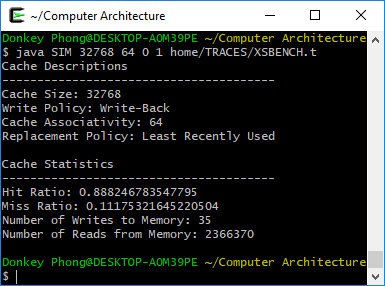 ~/Computer Architecture
Donkey Phong@DESKTOP-AOM39PE ~/Computer Architecture
$ java SIM 32768 64 0 1 home/TRACES/XSBENCH.t
Cache Descriptions
---------------------------------------
Cache Size: 32768
Write Policy: Write-Back
Cache Associativity: 64
Replacement Policy: Least Recently Used
Cache Statistics
---------------------------------------
Hit Ratio: 0.888246783547795
Miss Ratio: 0.11175321645220504
Number of Writes to Memory: 35
Number of Reads from Memory: 2366370
Donkey Phong@DESKTOP-AOM39PE ~/Computer Architecture
$